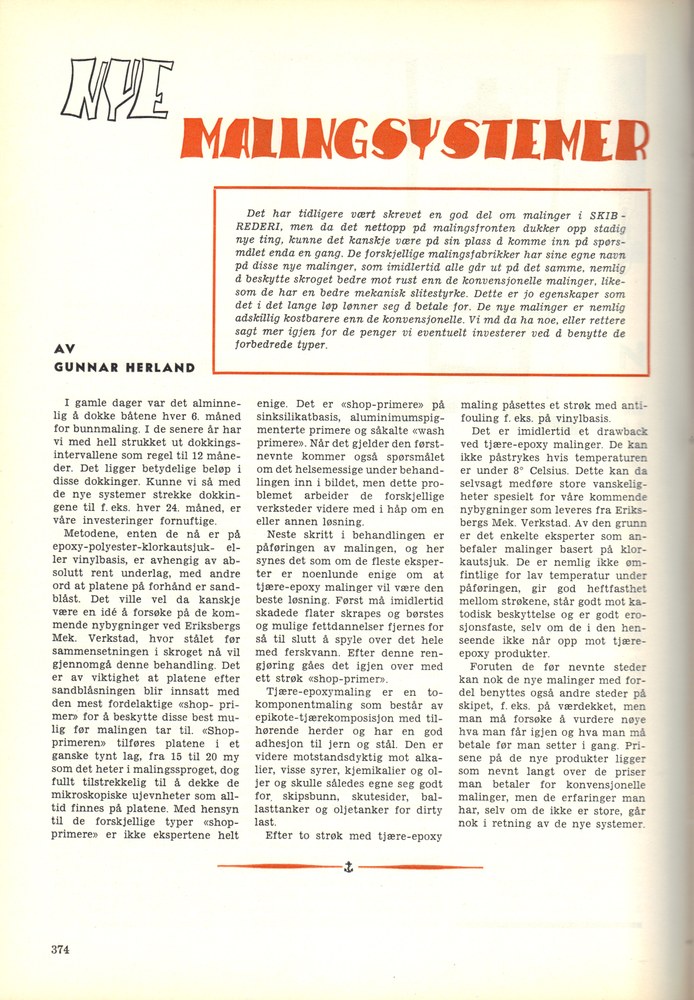 NYE
MALINGSYSTEMER
Det har tidligere vært skrevet en god del om malinger i SKIB-
REDERI, men da det nettopp på malingsfronten dukker opp stadig
nye ting, kunne det kanskje være på sin plass å komme inn på spørs-
målet enda en gang. De forskjellige malingsfabrikker har sine egne navn
på disse nye malinger, som imidlertid alle går ut på det samme, nemlig
å beskytte skroget bedre mot rust enn de konvensjonelle malinger, like-
som de har en bedre mekanisk slitestyrke. Dette er jo egenskaper som
det i det lange løp lønner seg å betale for. De nye malinger er nemlig
adskillig kostbarere enn de konvensjonelle. Vi må da ha noe, eller rettere
sagt mer igjen for de penger vi eventuelt investerer ved å benytte de
forbedrede typer.
AV
GUNNAR HERLAND
I gamle dager var det alminne-
lig å dokke båtene hver 6. måned
for bunnmaling. I de senere år har
vi med hell strukket ut dokkings-
intervallene som regel til 12 måne-
der. Det ligger betydelige beløp i
disse dokkinger. Kunne vi så med
de nye systemer strekke dokkin-
gene til f. eks. hver 24. måned, er
våre investeringer fornuftige.
Metodene, enten de nå er på
epoxy-polyester-klorkautsjuk- el-
ler vinylbasis, er avhengig av ab-
solutt rent underlag, med andre
ord at platene på forhånd er sand-
blåst. Det ville vel da kanskje
være en idé å forsøke på de kom-
mende nybygninger ved Eriksbergs
Mek. Verkstad, hvor stålet før
sammensetningen i skroget nå vil
gjennomgå denne behandling. Det
er av viktighet at platene efter
sandblåsningen blir innsatt med
den mest fordelaktige «shop- pri-
mer» for å beskytte disse best mu-
lig før malingen tar til. «Shop-
primeren» tilføres platene i et
ganske tynt lag, fra 15 til 20 my
som det heter i malingssproget, dog
fullt tilstrekkelig til å dekke de
mikroskopiske ujevnheter som all-
tid finnes på platene. Med hensyn
til de forskjellige typer «shop-
primere» er ikke ekspertene helt
enige. Det er «shop-primere» på
sinksilikatbasis, aluminimumspig-
menterte primere og såkalte «wash
primere». Når det gjelder den først-
nevnte kommer også spørsmålet
om det helsemessige under behand-
lingen inn i bildet, men dette pro-
blemet arbeider de forskjellige
verksteder videre med i håp om en
eller annen løsning.
Neste skritt i behandlingen er
påføringen av malingen, og her
synes det som om de fleste eksper-
ter er noenlunde enige om at
tjære-epoxy malinger vil være den
beste løsning. Først må imidlertid
skadede flater skrapes og børstes
og mulige fettdannelser fjernes for
så til slutt å spyle over det hele
med ferskvann. Efter denne ren-
gjøring gåes det igjen over med
ett strøk «shop-primer».
Tjære-epoxymaling er en to-
komponentmaling som består av
epikote-tjærekomposisjon med til-
hørende herder og har en god
adhesjon til jern og stål. Den er
videre motstandsdyktig mot alka-
lier, visse syrer, kjemikalier og ol-
jer og skulle således egne seg godt
for skipsbunn, skutesider, bal-
lasttanker og oljetanker for dirty
last.
Efter to strøk med tjære-epoxy
maling påsettes et strøk med anti-
fouling f. eks. på vinylbasis.
Det er imidlertid et drawback
ved tjære-epoxy malinger. De kan
ikke påstrykes hvis temperaturen
er under 8° Celsius. Dette kan da
selvsagt medføre store vanskelig-
heter spesielt for våre kommende
nybygninger som leveres fra Eriks-
bergs Mek. Verkstad. Av den grunn
er det enkelte eksperter som an-
befaler malinger basert på klor-
kautsjuk. De er nemlig ikke øm-
fintlige for lav temperatur under
påføringen, gir god heftfasthet
mellom strøkene, står godt mot ka-
todisk beskyttelse og er godt ero-
sjonsfaste, selv om de i den hen-
seende ikke når opp mot tjære-
epoxy produkter.
Foruten de før nevnte steder
kan nok de nye malinger med for-
del benyttes også andre steder på
skipet, f. eks. på værdekket, men
man må forsøke å vurdere nøye
hva man får igjen og hva man må
betale før man setter i gang. Pri-
sene på de nye produkter ligger
som nevnt langt over de priser
man betaler for konvensjonelle
malinger, men de erfaringer man
har, selv om de ikke er store, går
nok i retning av de nye systemer.
374